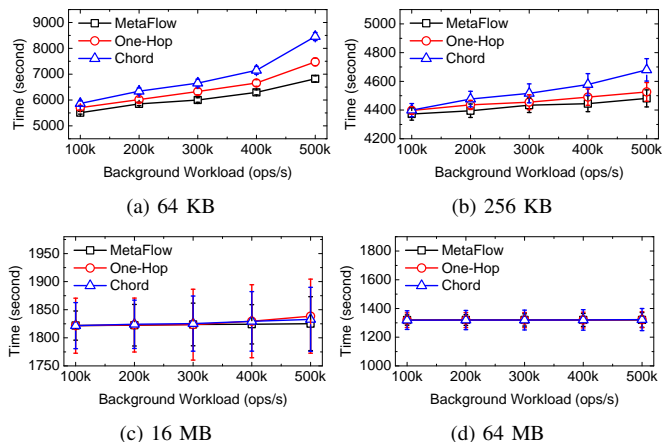 9000
8000
7000
6000
5000
Time (second)
MetaFlow
One-Hop
Chord
100k 200k 300k 400k 500k
Background Workload (ops/s)
(a) 64 KB
5000
4800
4600
4400
4200
Time (second)
MetaFlow
One-Hop
Chord
100k 200k 300k 400k 500k
Background Workload (ops/s)
(b) 256 KB
1950
1900
1850
1800
1750
Time (second)
MetaFlow
One-Hop
Chord
100k 200k 300k 400k 500k
Background Workload (ops/s)
(c) 16 MB
1800
1600
1400
1200
1000
Time (second)
MetaFlow
One-Hop
Chord
100k 200k 300k 400k 500k
Background Workload (ops/s)
(d) 64 MB